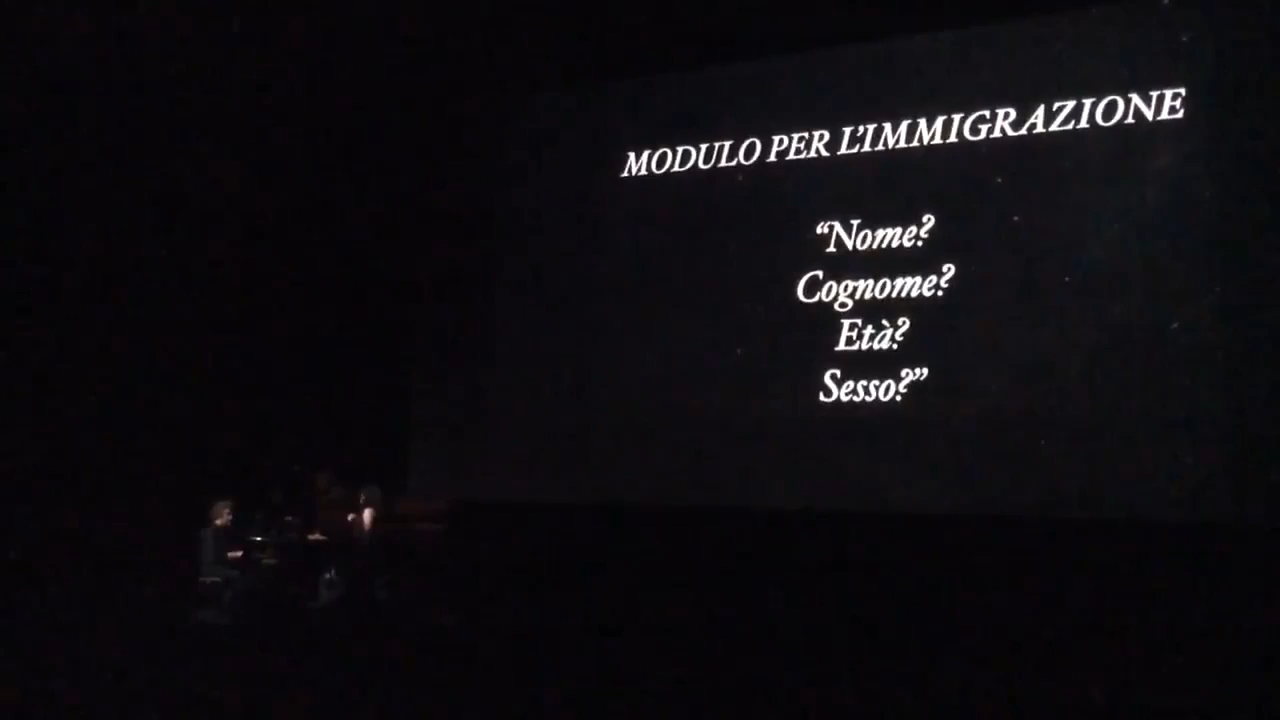 MODULO PER L'IMMIGRAZIONE
“Nome?
Cognome?
Età?
Sesso?”